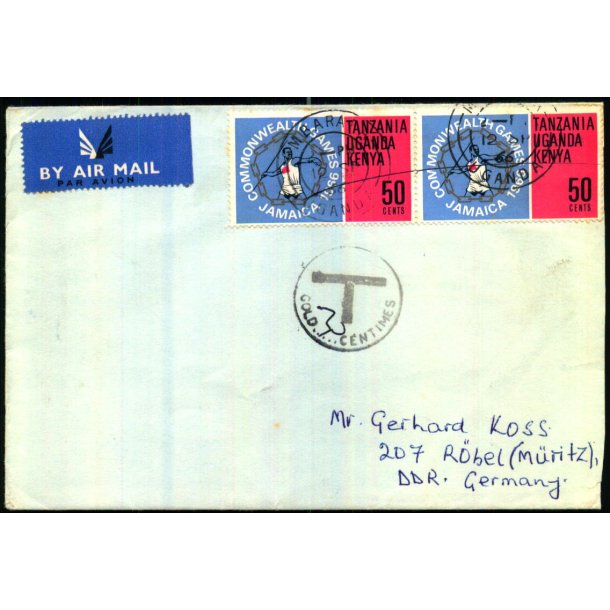 BY AIR MAIL
PAR AVION
COMMONWEALTH GAMES 1966
JAMAICA
TANZANIA
UGANDA
KENYA
50
CENTS
COMMONWEALTH GAMES 1966
JAMAICA
TANZANIA
UGANDA
KENYA
50
CENTS
T
GOLD..... CENTIMES
Mr. Gerhard KOSS
207 RÖbel (Müritz),
DDR. Germany.